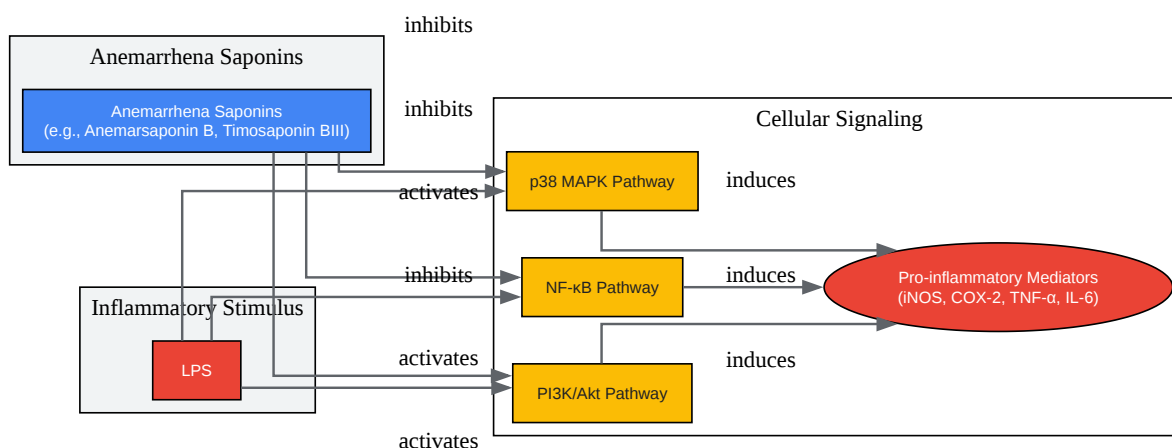 inhibits
Anemarrhena Saponins
Anemarrhena Saponins
(e.g., Anemarsaponin B, Timosaponin BIII)
inhibits
Cellular Signaling
p38 MAPK Pathway
induces
activates
inhibits
NF-κB Pathway
induces
Pro-inflammatory Mediators
(iNOS, COX-2, TNF-α, IL-6)
Inflammatory Stimulus
LPS
activates
PI3K/Akt Pathway
induces
activates